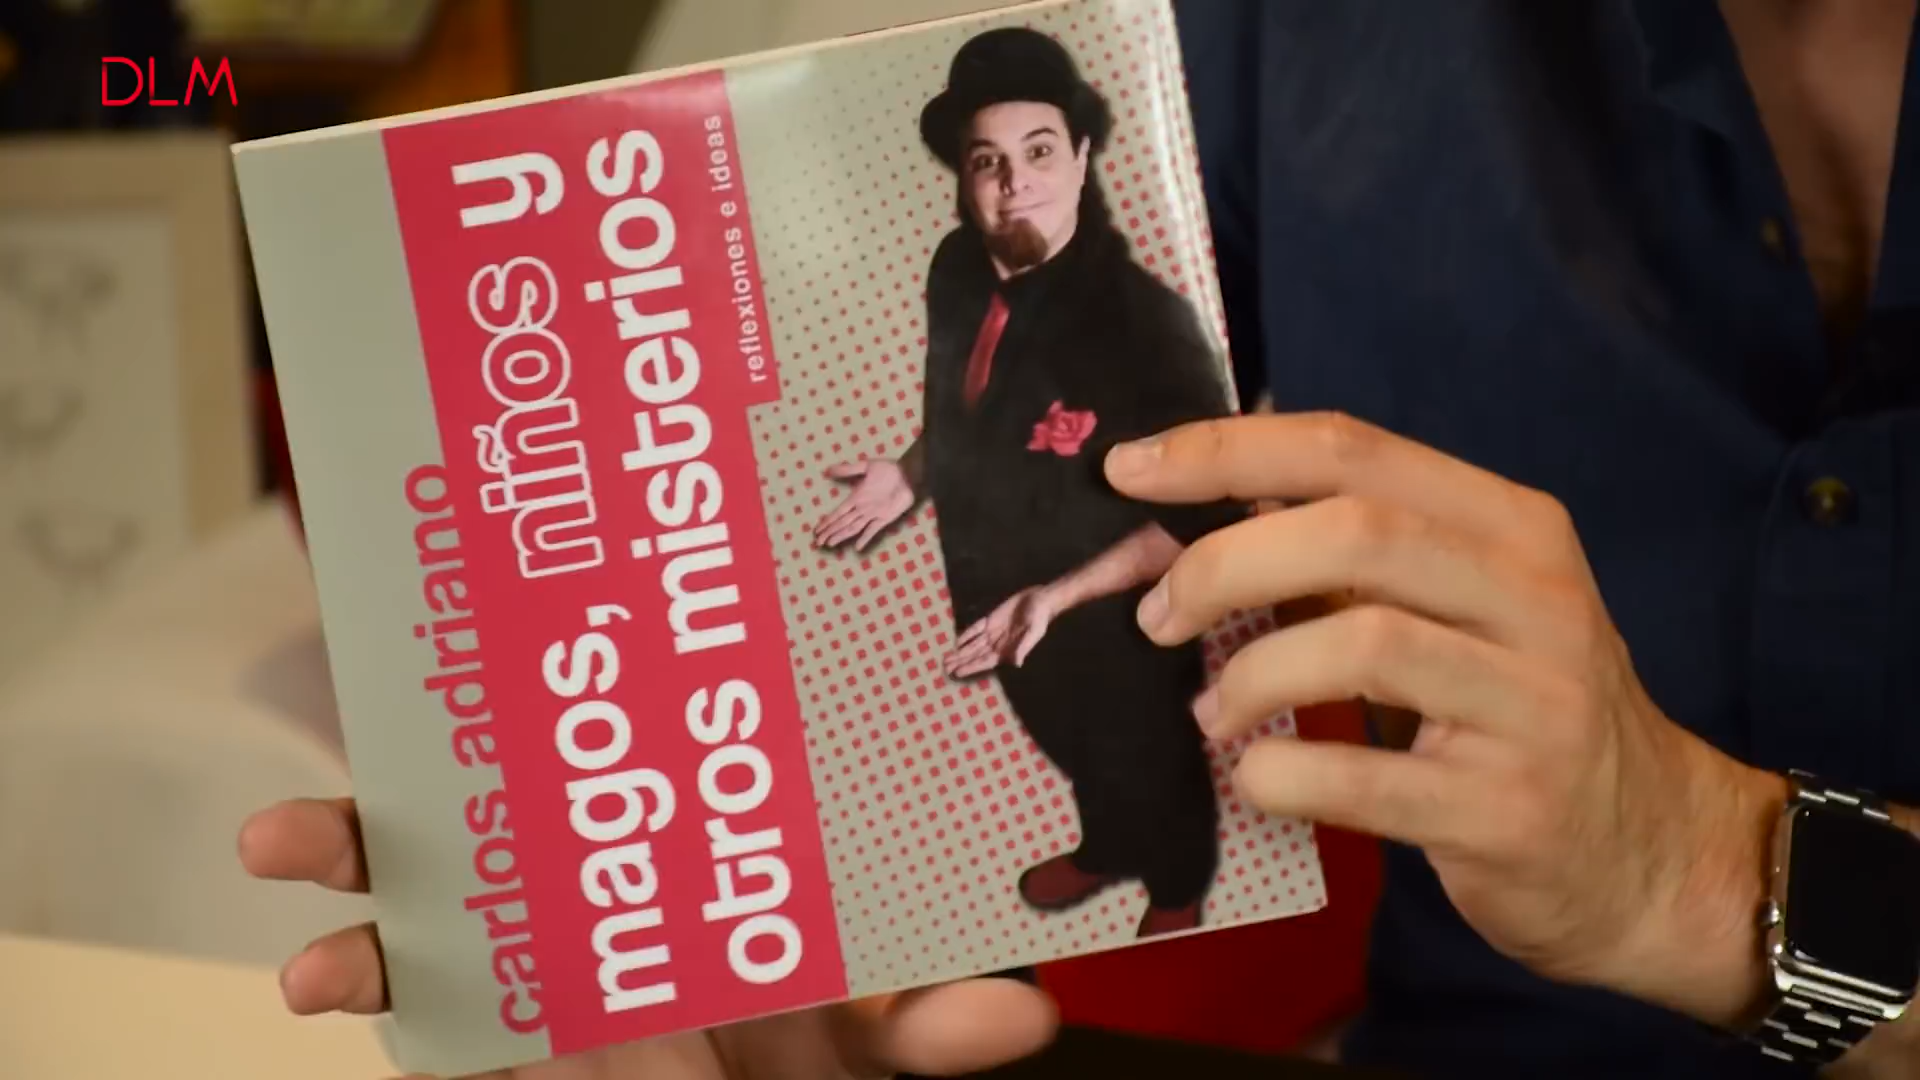 DLM
carlos adriano
magos, niños y
otros misterios
reflexiones e ideas